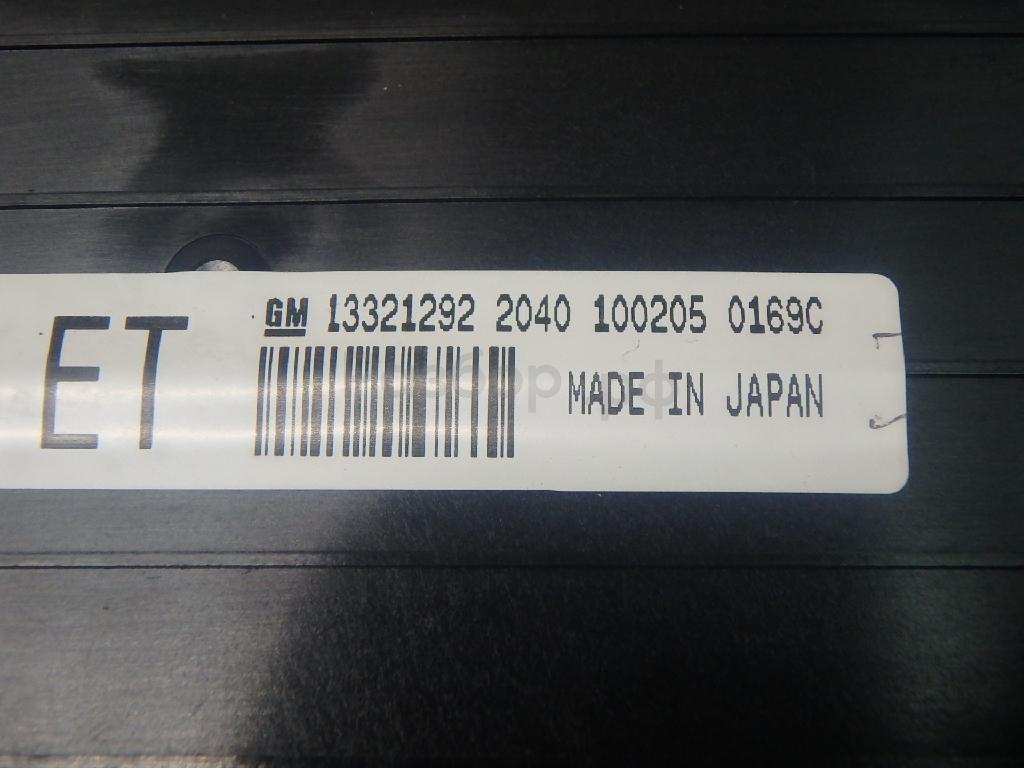 ET
GM 13321292 2040 100205 0169C
MADE IN JAPAN